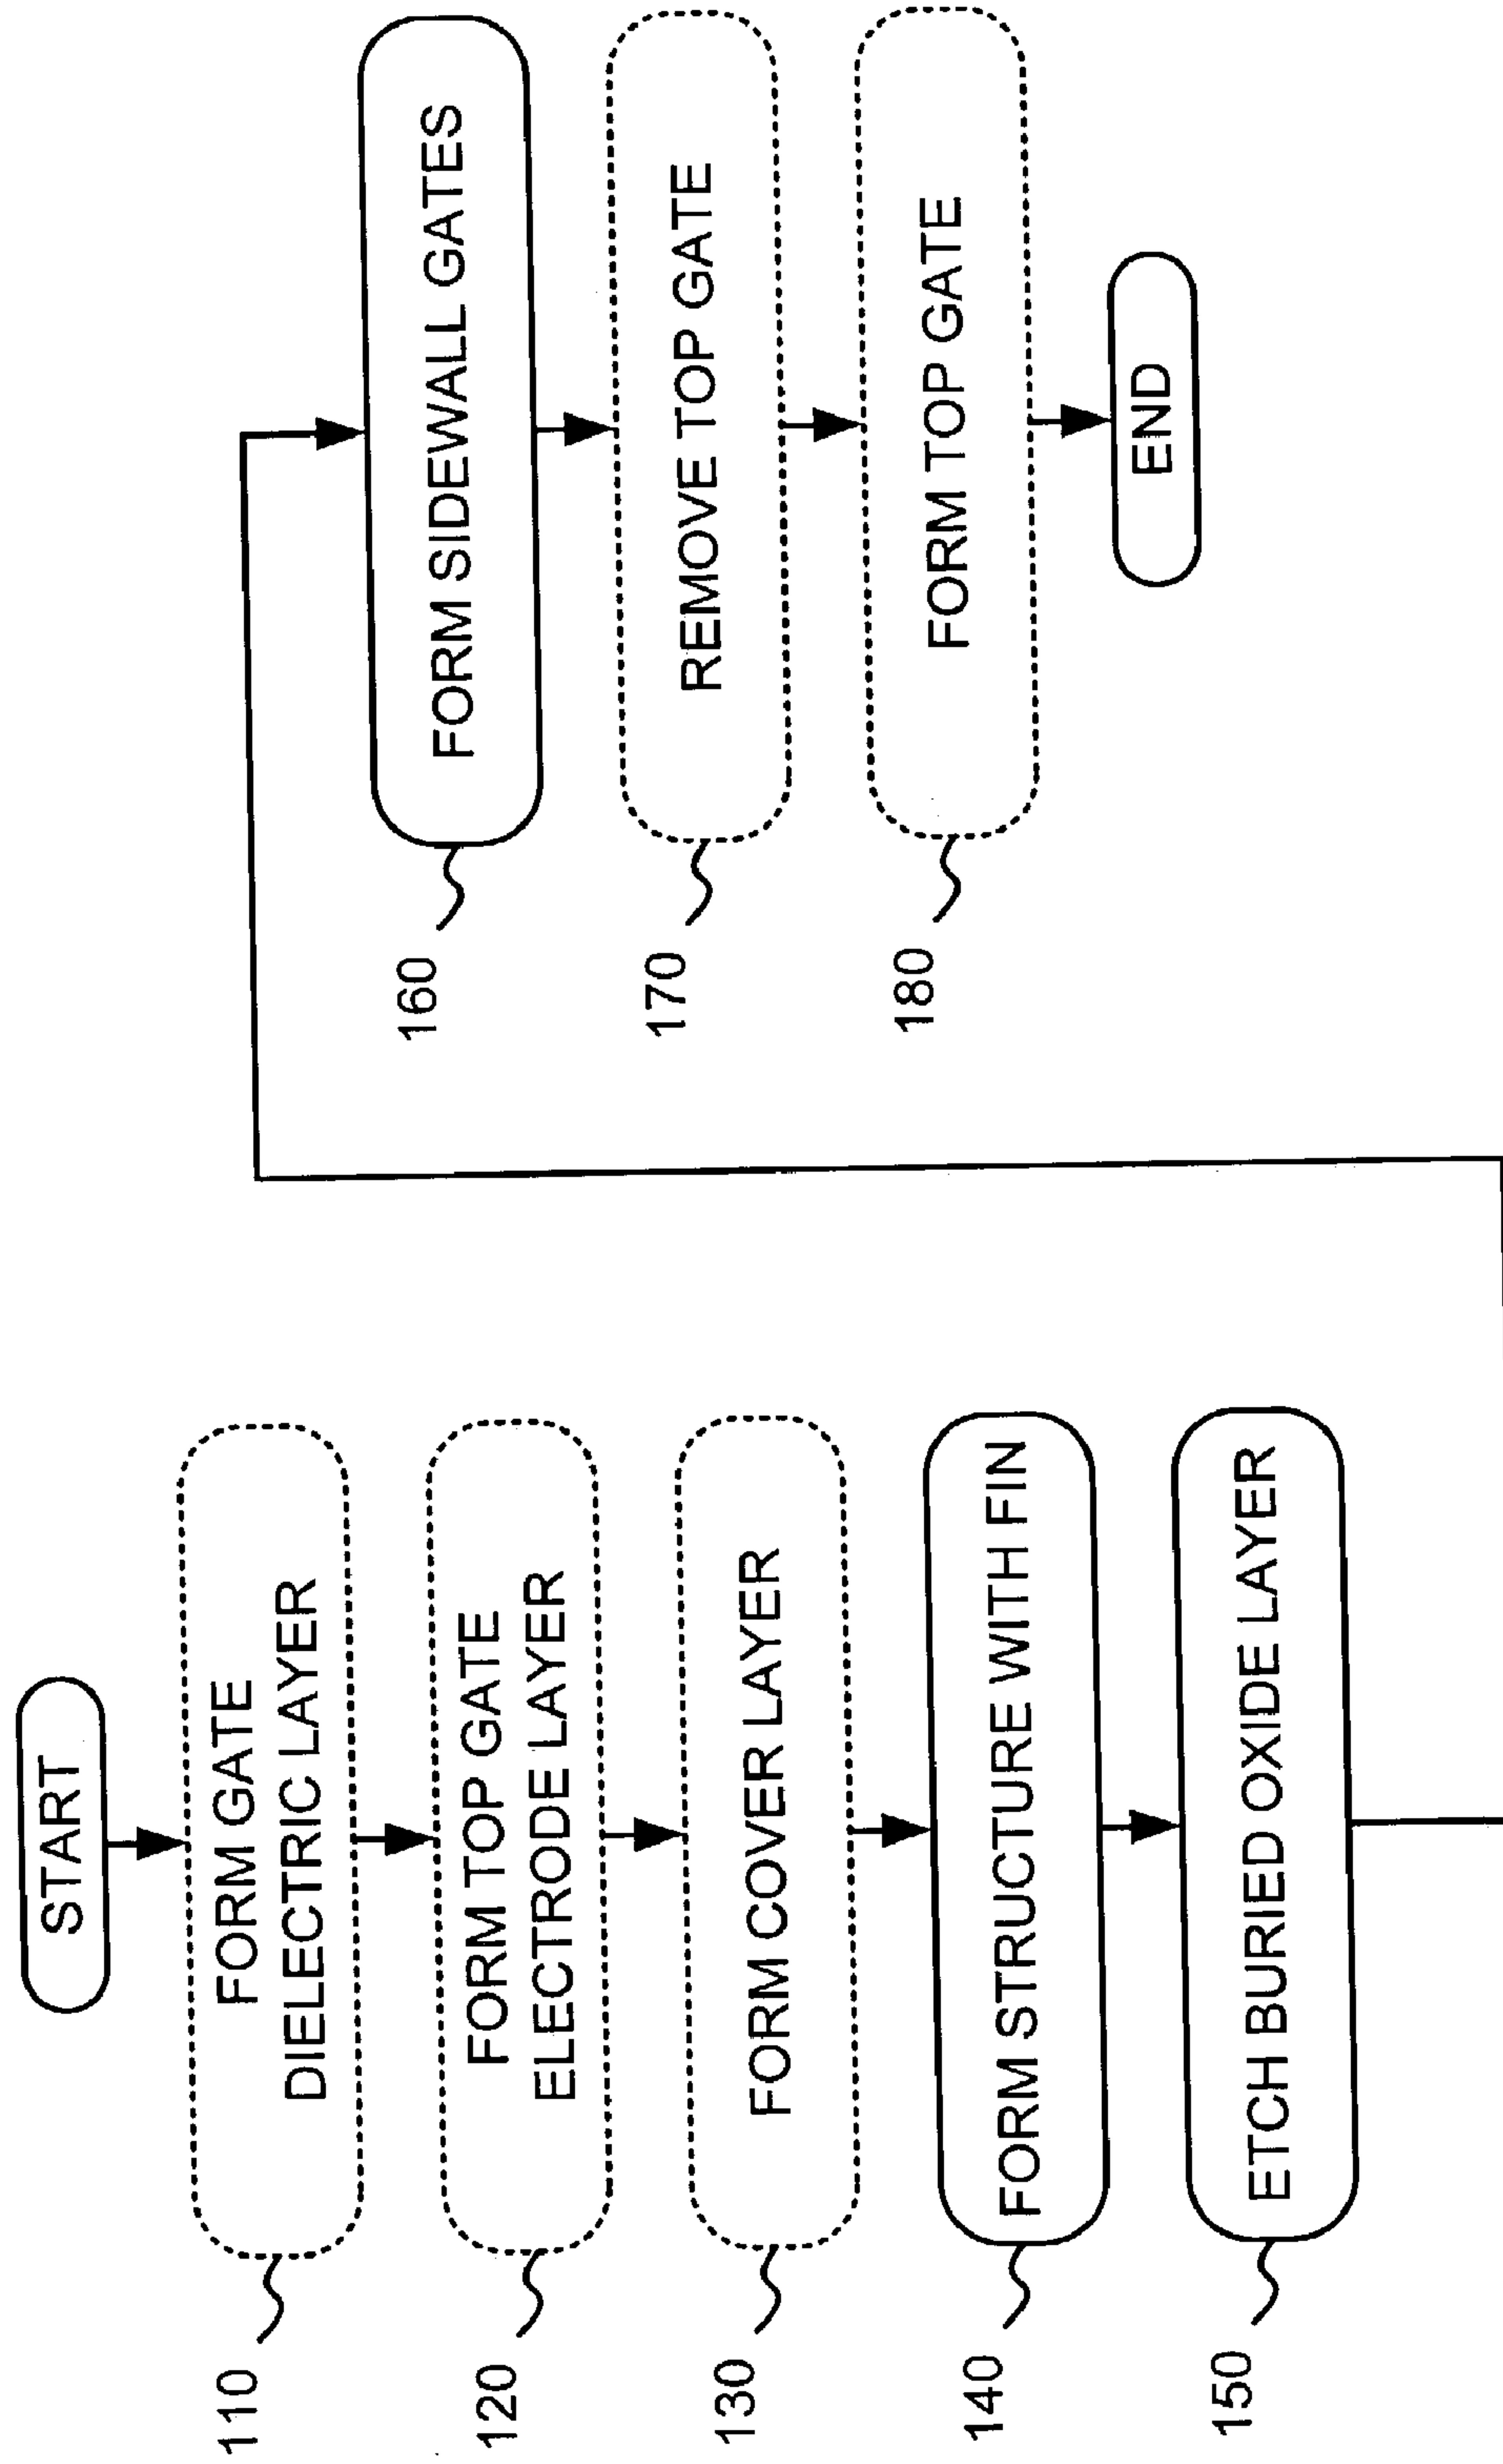 START
110
FORM GATE
DIELECTRIC LAYER
120
FORM TOP GATE
ELECTRODE LAYER
130
FORM COVER LAYER
140
FORM STRUCTURE WITH FIN
150
ETCH BURIED OXIDE LAYER
160
FORM SIDEWALL GATES
170
REMOVE TOP GATE
180
FORM TOP GATE
END